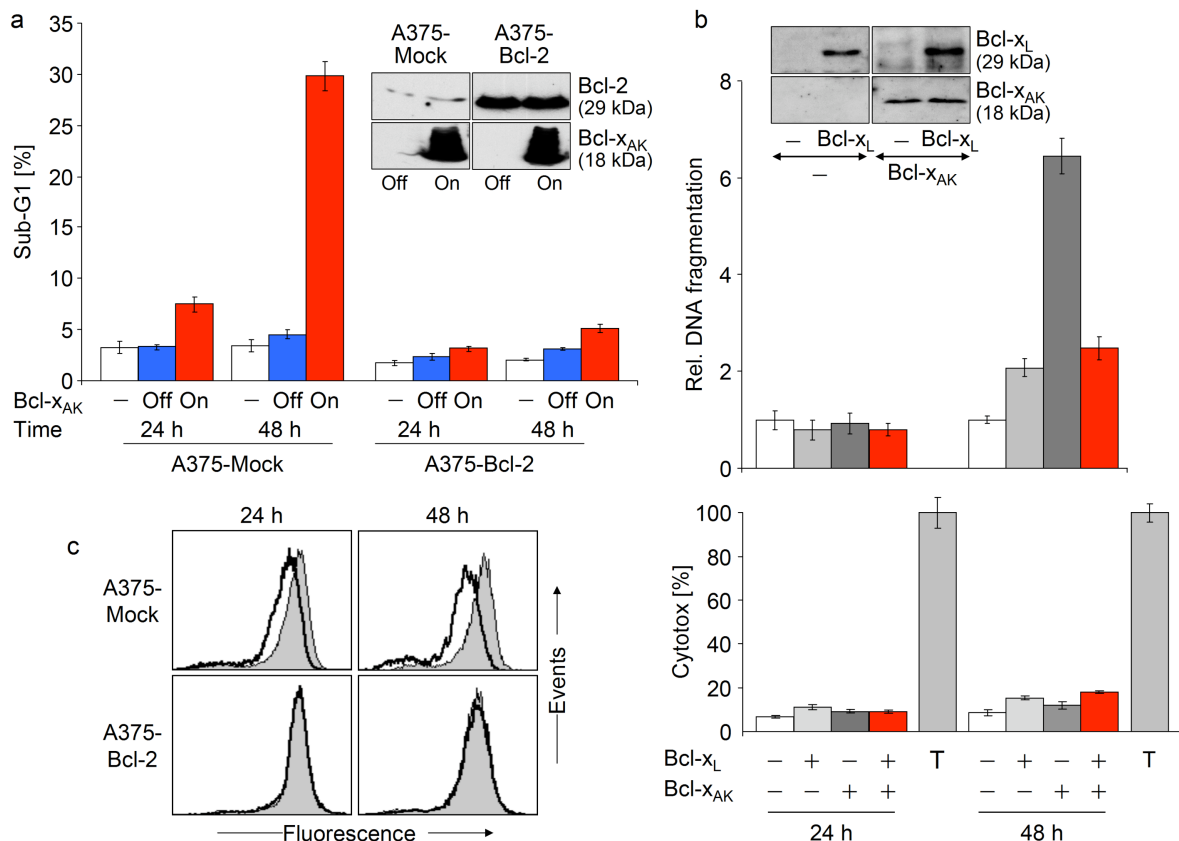 a
35
30
25
20
15
10
5
0
Sub-G1 [%]
A375-Mock
A375-Bcl-2
Bcl-2
(29 kDa)
Bcl-xAK
(18 kDa)
Off On Off On
Bcl-xAK – Off On – Off On – Off On – Off On
Time 24 h 48 h 24 h 48 h
A375-Mock A375-Bcl-2
b
8
6
4
2
0
Rel. DNA fragmentation
Bcl-xL
(29 kDa)
Bcl-xAK
(18 kDa)
– Bcl-xL – Bcl-xL
– Bcl-xAK
100
80
60
40
20
0
Cytotox [%]
Bcl-xL – + – + T – + – + T
Bcl-xAK – – + + – – + +
24 h 48 h
c
24 h 48 h
A375-Mock
A375-Bcl-2
Events
Fluorescence